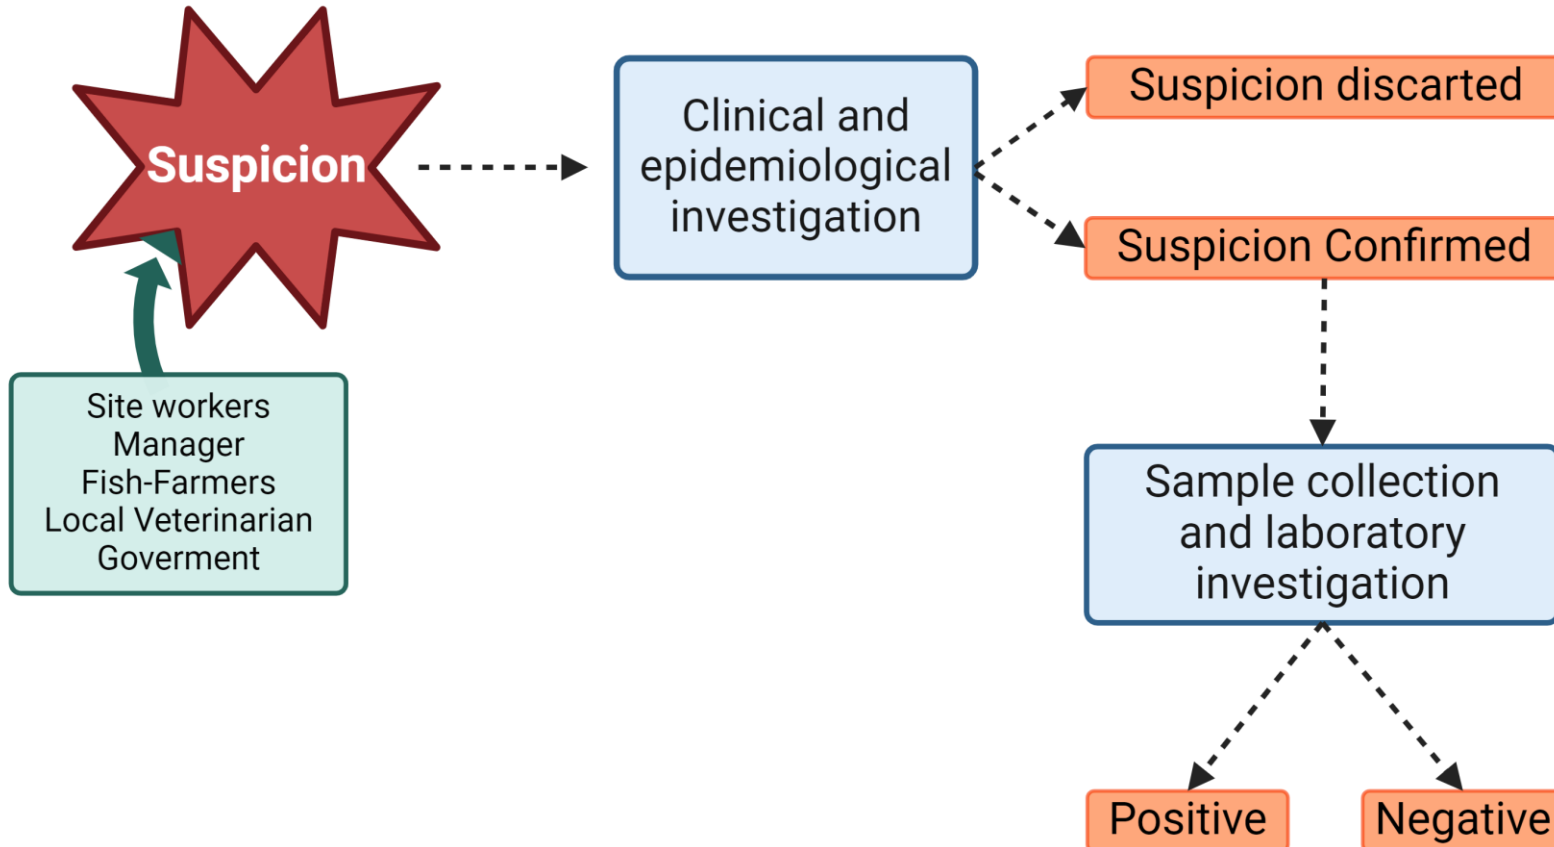 Suspicion
Site workers
Manager
Fish-Farmers
Local Veterinarian
Goverment
Clinical and
epidemiological
investigation
Suspicion discarted
Suspicion Confirmed
Sample collection
and laboratory
investigation
Positive
Negative